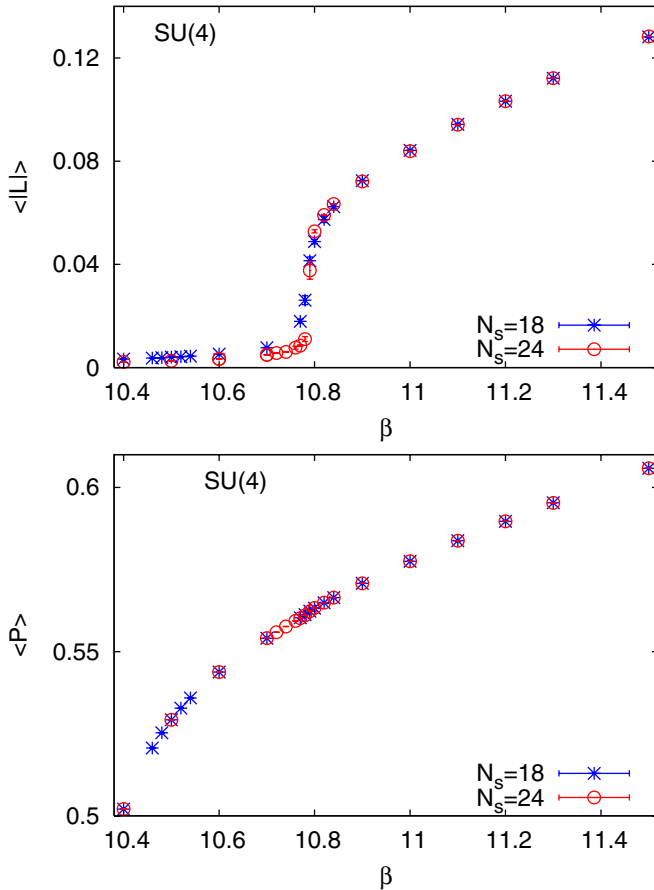 SU(4)
0.12
0.08
0.04
0
<|L|>
N_s=18
N_s=24
10.4 10.6 10.8 11 11.2 11.4
β
SU(4)
0.6
0.55
0.5
<P>
N_s=18
N_s=24
10.4 10.6 10.8 11 11.2 11.4
β